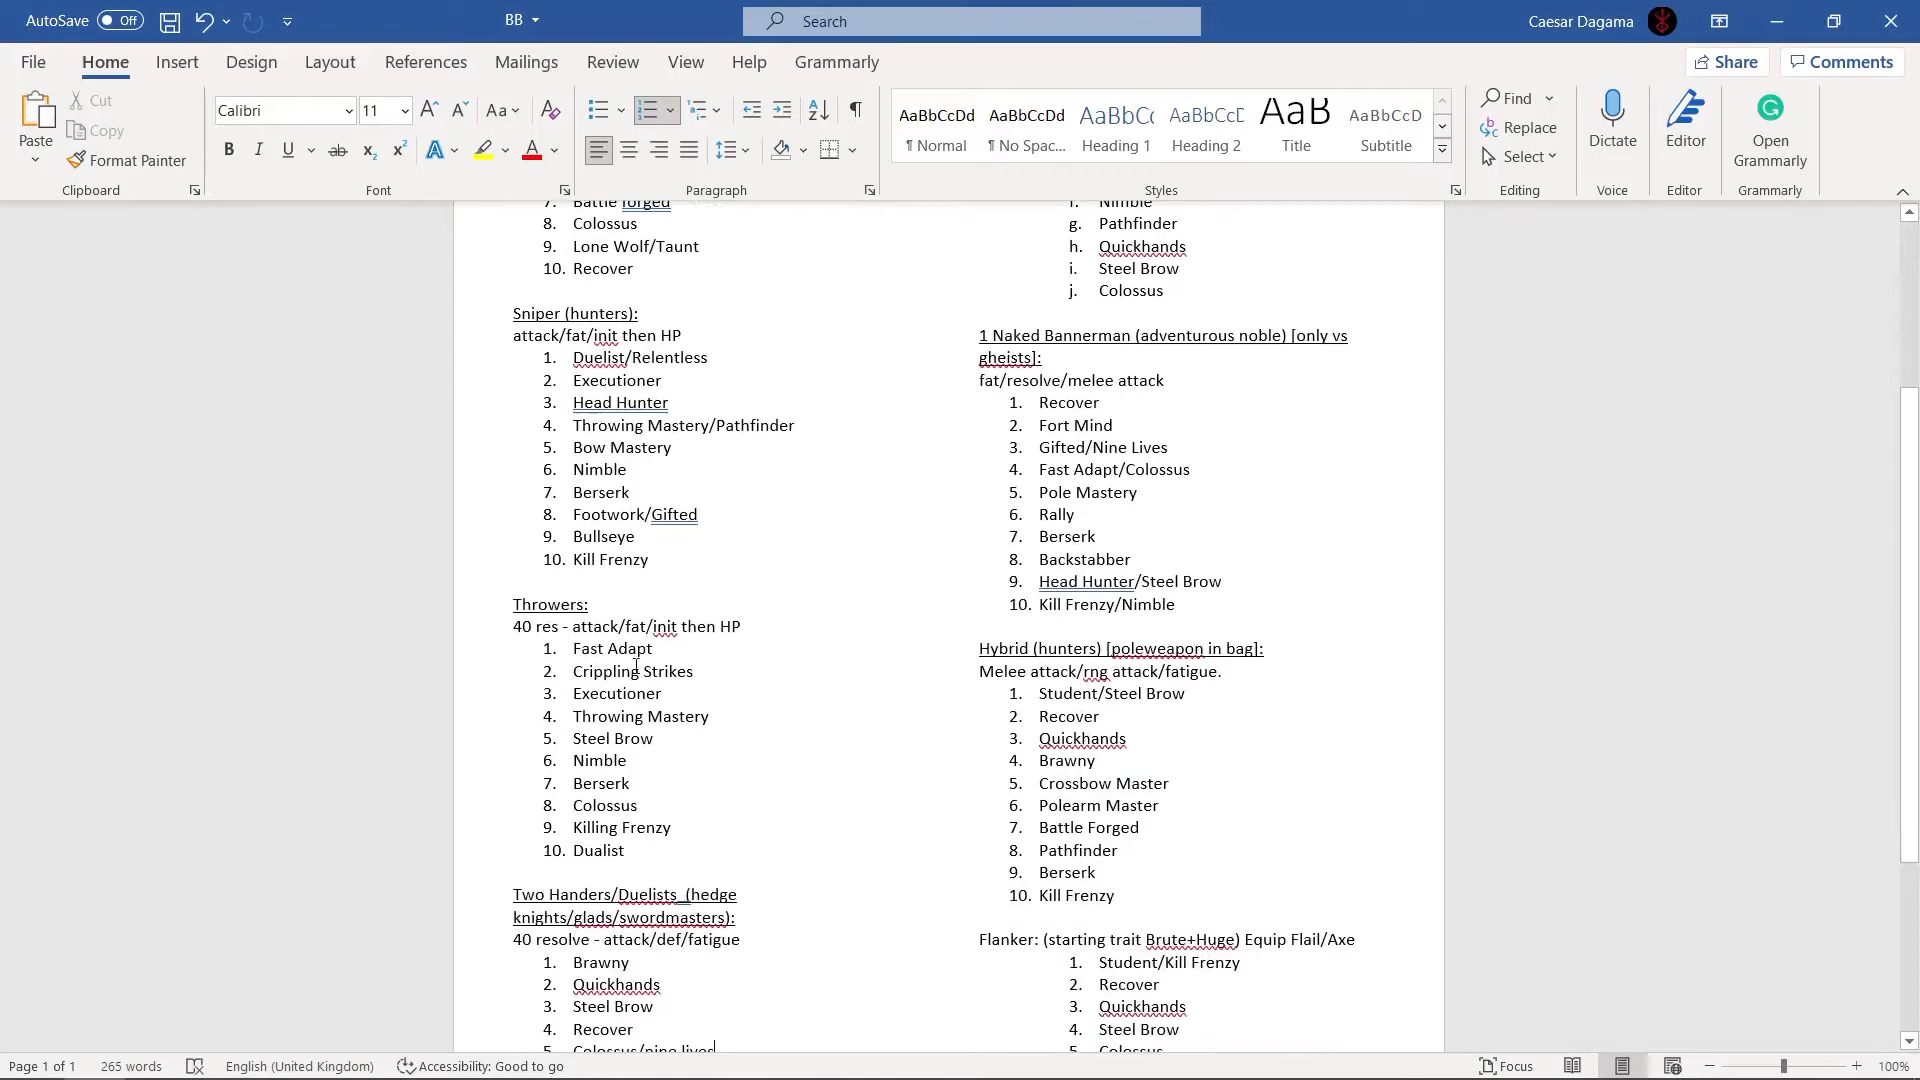 AutoSave Off BB Search Caesar Dagama
File Home Insert Design Layout References Mailings Review View Help Grammarly Share Comments
Paste
Cut
Copy
Format Painter
Clipboard
Calibri 11
Font
Paragraph
AaBbCcDd AaBbCcDd AaBbCc AaBbCcD AaB AaBbCcD
¶ Normal ¶ No Spac... Heading 1 Heading 2 Title Subtitle
Styles
Find
Replace
Select
Editing
Dictate
Voice
Editor
Editor
Open
Grammarly
Grammarly
7. Battle forged
8. Colossus
9. Lone Wolf/Taunt
10. Recover
Sniper (hunters):
attack/fat/init then HP
1. Duelist/Relentless
2. Executioner
3. Head Hunter
4. Throwing Mastery/Pathfinder
5. Bow Mastery
6. Nimble
7. Berserk
8. Footwork/Gifted
9. Bullseye
10. Kill Frenzy
Throwers:
40 res - attack/fat/init then HP
1. Fast Adapt
2. Crippling Strikes
3. Executioner
4. Throwing Mastery
5. Steel Brow
6. Nimble
7. Berserk
8. Colossus
9. Killing Frenzy
10. Dualist
Two Handers/Duelists (hedge
knights/glads/swordmasters):
40 resolve - attack/def/fatigue
1. Brawny
2. Quickhands
3. Steel Brow
4. Recover
5. Colossus/nine lives
f. Nimble
g. Pathfinder
h. Quickhands
i. Steel Brow
j. Colossus
1 Naked Bannerman (adventurous noble) [only vs
gheists]:
fat/resolve/melee attack
1. Recover
2. Fort Mind
3. Gifted/Nine Lives
4. Fast Adapt/Colossus
5. Pole Mastery
6. Rally
7. Berserk
8. Backstabber
9. Head Hunter/Steel Brow
10. Kill Frenzy/Nimble
Hybrid (hunters) [poleweapon in bag]:
Melee attack/rng attack/fatigue.
1. Student/Steel Brow
2. Recover
3. Quickhands
4. Brawny
5. Crossbow Master
6. Polearm Master
7. Battle Forged
8. Pathfinder
9. Berserk
10. Kill Frenzy
Flanker: (starting trait Brute+Huge) Equip Flail/Axe
1. Student/Kill Frenzy
2. Recover
3. Quickhands
4. Steel Brow
5. Colossus
Page 1 of 1 265 words English (United Kingdom) Accessibility: Good to go Focus 100%